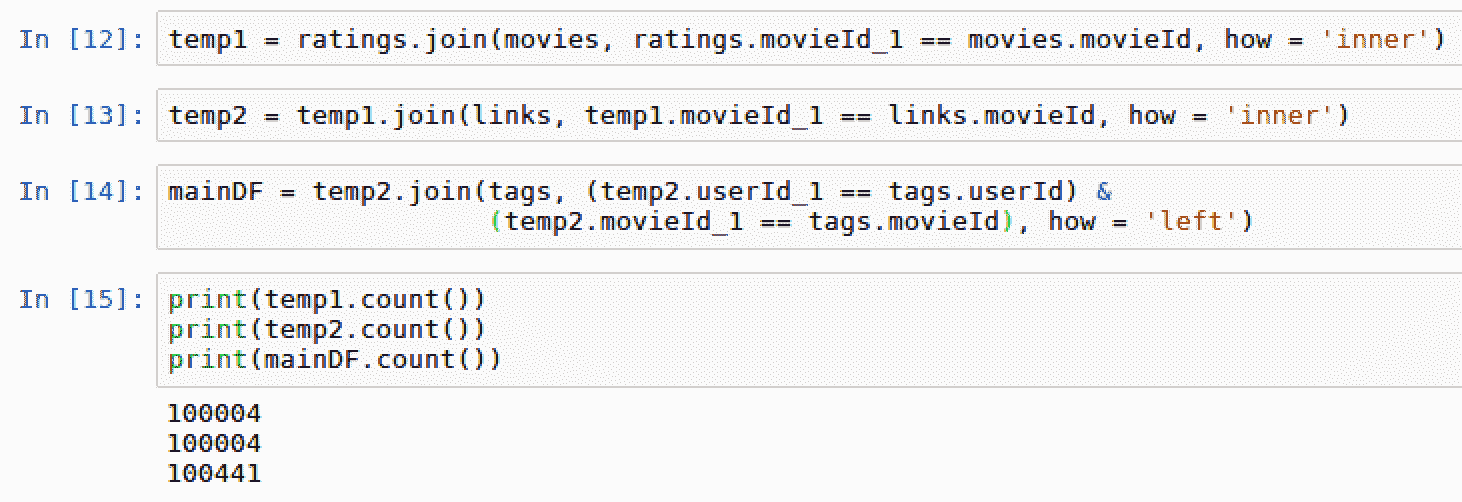 In [12]: temp1 = ratings.join(movies, ratings.movieId_1 == movies.movieId, how = 'inner')
In [13]: temp2 = temp1.join(links, temp1.movieId_1 == links.movieId, how = 'inner')
In [14]: mainDF = temp2.join(tags, (temp2.userId_1 == tags.userId) &
(temp2.movieId_1 == tags.movieId), how = 'left')
In [15]: print(temp1.count())
print(temp2.count())
print(mainDF.count())
100004
100004
100441